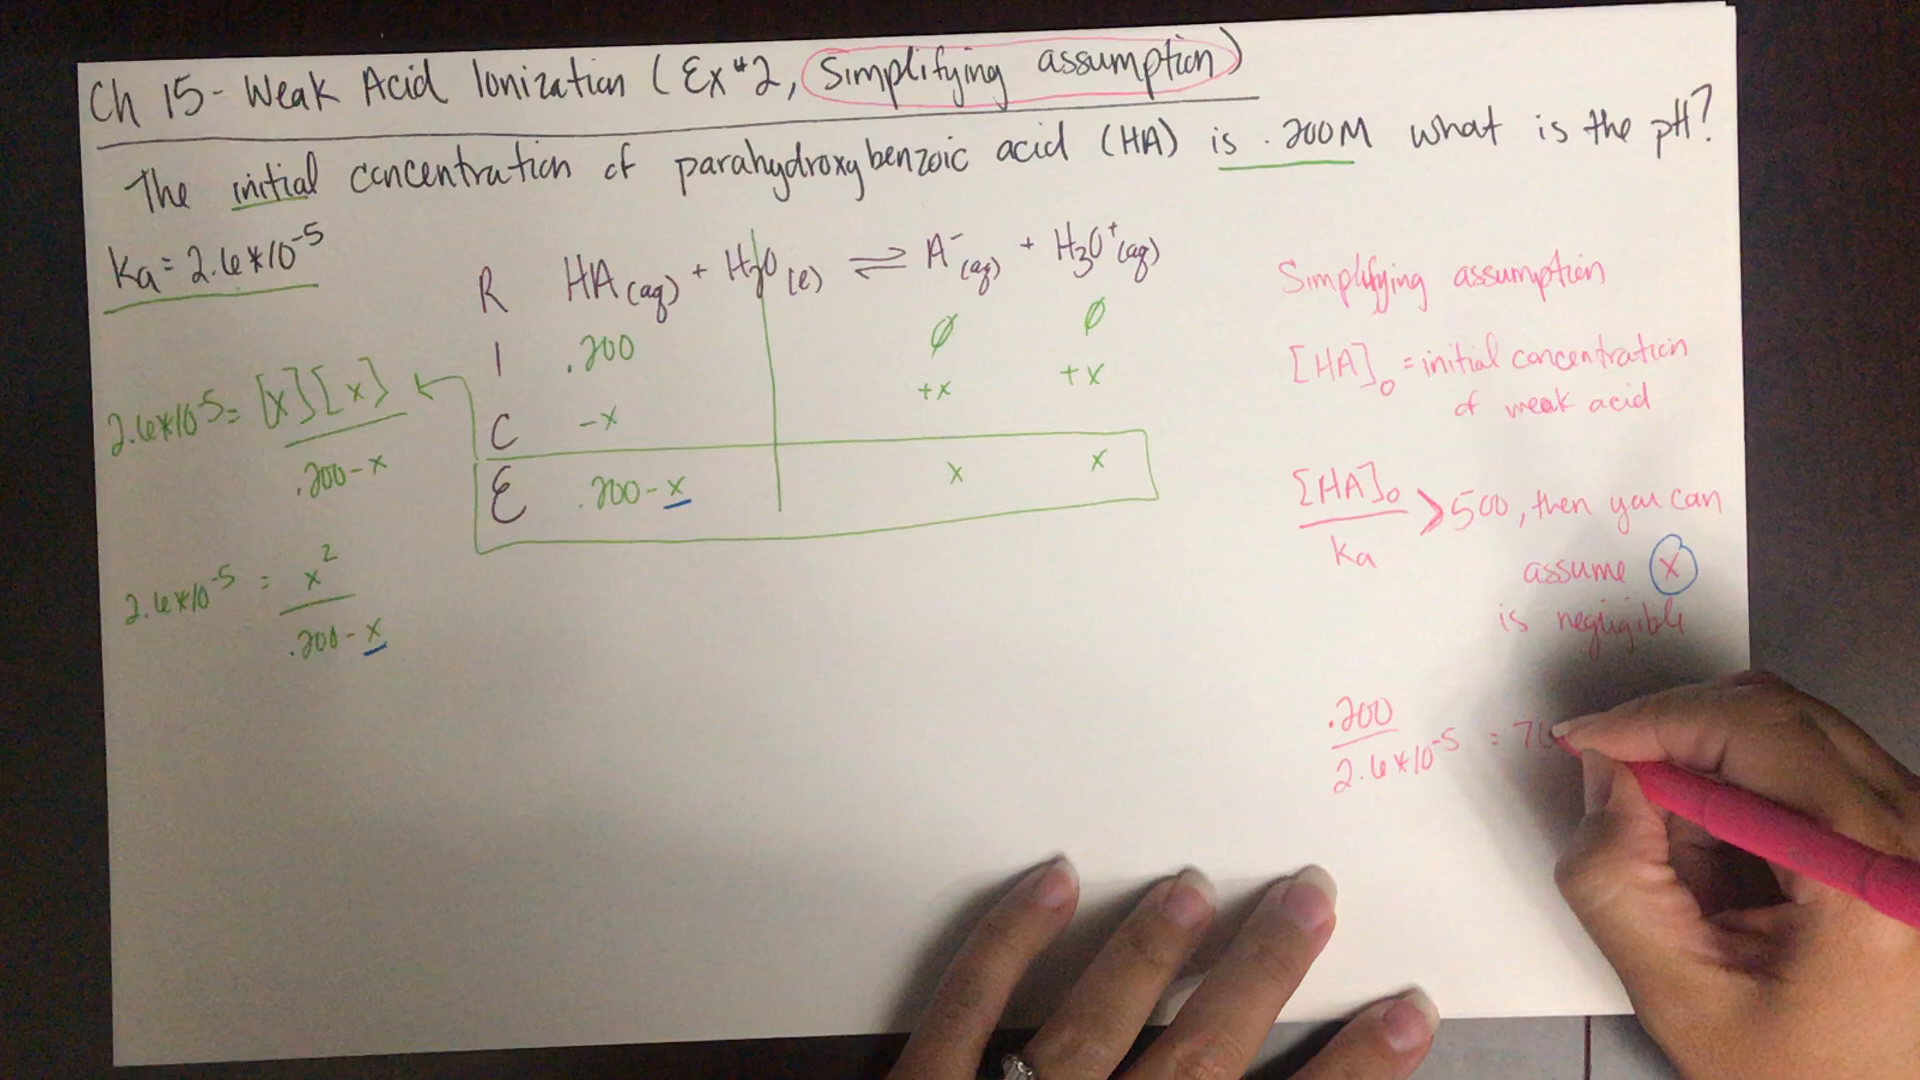 Ch 15 - Weak Acid Ionization (Ex #2, Simplifying assumption)
The initial concentration of parahydroxybenzoic acid (HA) is .200M what is the pH?
Ka = 2.6*10^-5
R HA(aq) + H2O(l) ⇌ A^-(aq) + H3O^+(aq)
I .200 ∅ ∅
C -x +x +x
E .200-x x x
2.6*10^-5 = [x][x] / .200-x
2.6*10^-5 = x^2 / .200-x
Simplifying assumption
[HA]0 = initial concentration
of weak acid
[HA]0 / Ka > 500, then you can
assume x
is negligible
.200 / 2.6*10^-5 = 7